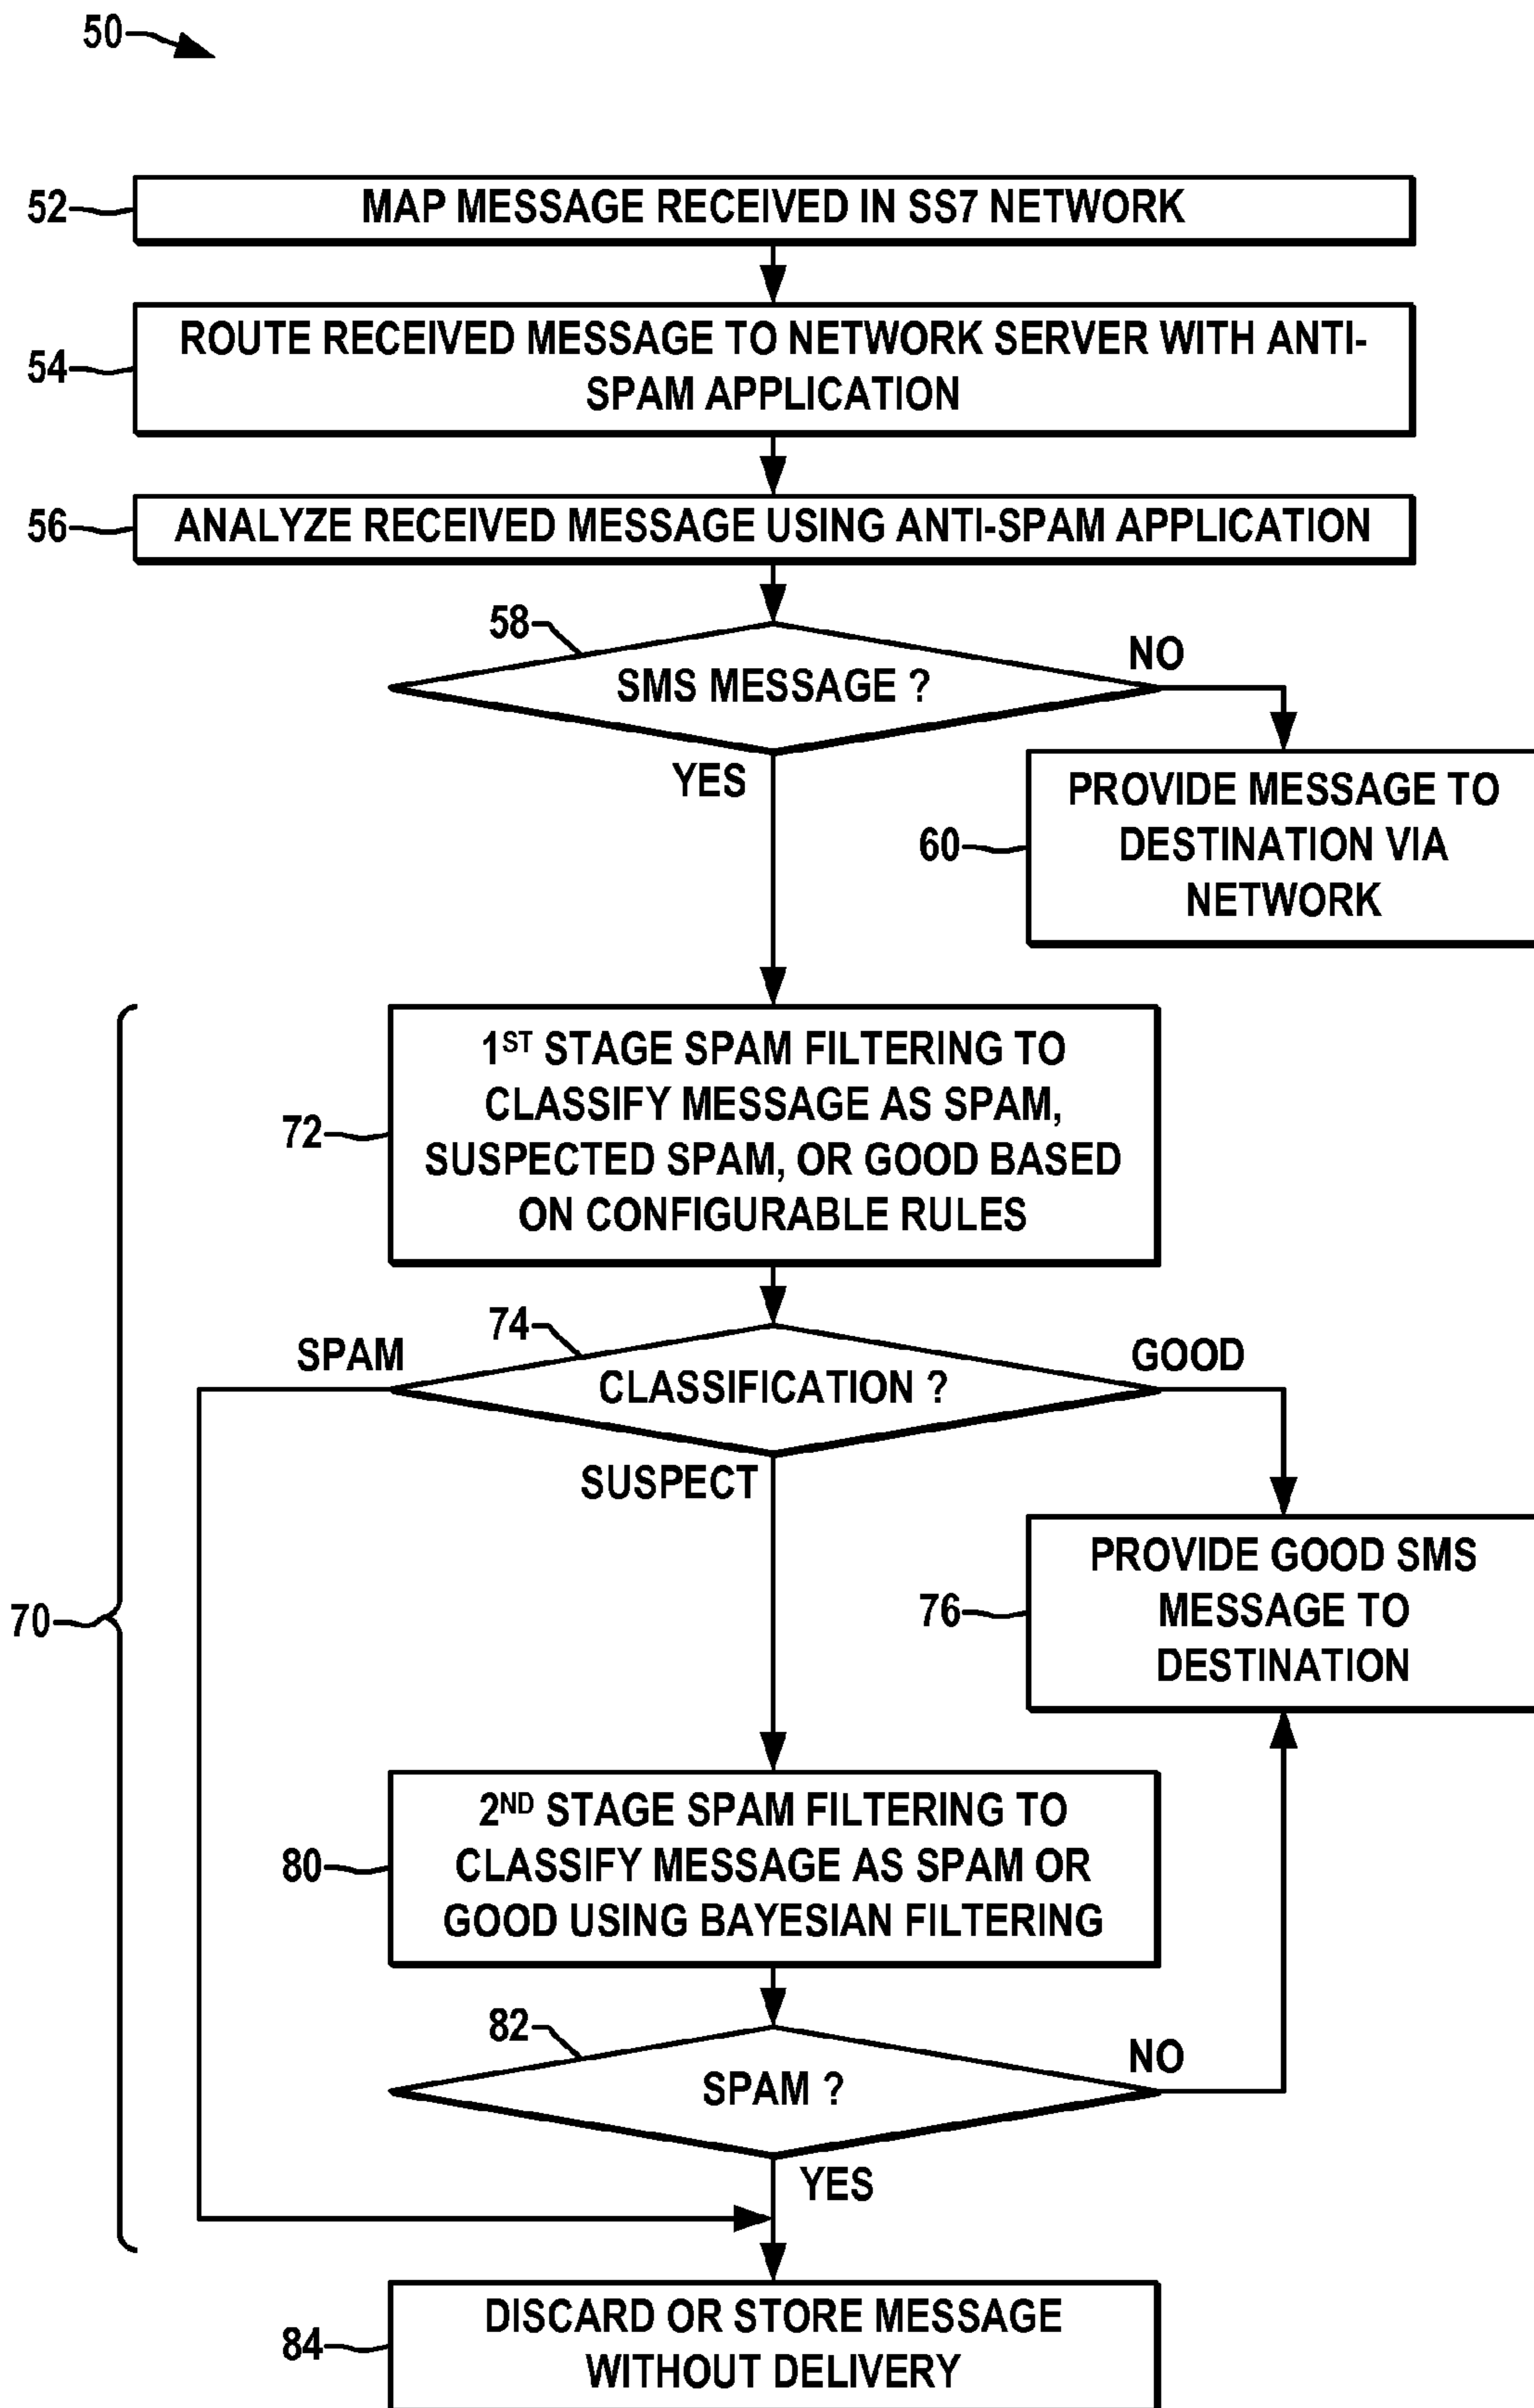 50
52
MAP MESSAGE RECEIVED IN SS7 NETWORK
54
ROUTE RECEIVED MESSAGE TO NETWORK SERVER WITH ANTI-
SPAM APPLICATION
56
ANALYZE RECEIVED MESSAGE USING ANTI-SPAM APPLICATION
58
SMS MESSAGE ?
NO
YES
60
PROVIDE MESSAGE TO
DESTINATION VIA
NETWORK
70
72
1ST STAGE SPAM FILTERING TO
CLASSIFY MESSAGE AS SPAM,
SUSPECTED SPAM, OR GOOD BASED
ON CONFIGURABLE RULES
74
SPAM
CLASSIFICATION ?
GOOD
SUSPECT
76
PROVIDE GOOD SMS
MESSAGE TO
DESTINATION
80
2ND STAGE SPAM FILTERING TO
CLASSIFY MESSAGE AS SPAM OR
GOOD USING BAYESIAN FILTERING
82
SPAM ?
NO
YES
84
DISCARD OR STORE MESSAGE
WITHOUT DELIVERY